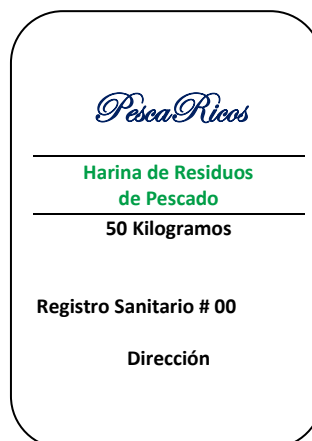 PescaRicos
Harina de Residuos
de Pescado
50 Kilogramos
Registro Sanitario # 00
Dirección